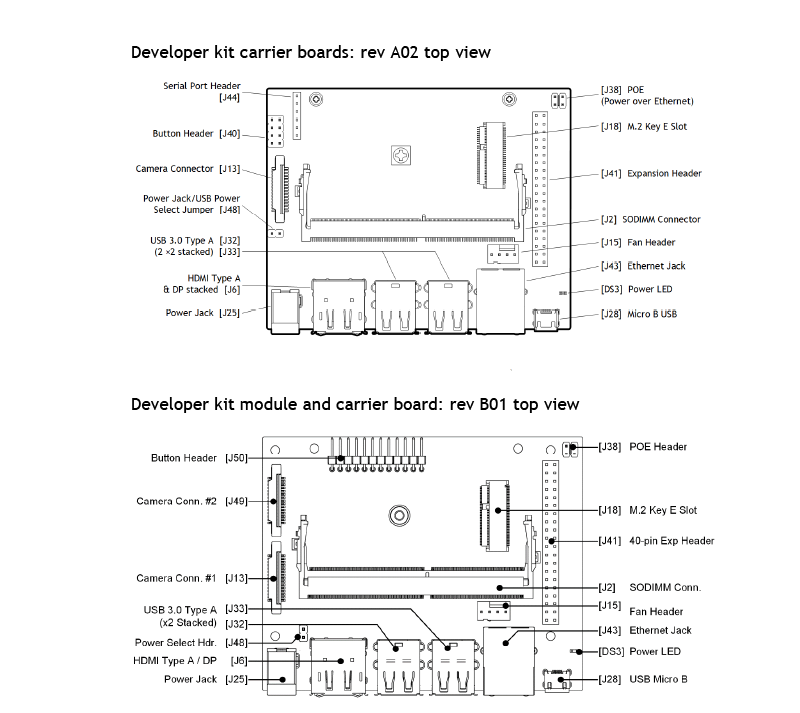 Developer kit carrier boards: rev A02 top view
Serial Port Header
[J44]
Button Header [J40]
Camera Connector [J13]
Power Jack/USB Power
Select Jumper [J48]
USB 3.0 Type A [J32]
(2 ×2 stacked) [J33]
HDMI Type A
& DP stacked [J6]
Power Jack [J25]
[J38] POE
(Power over Ethernet)
[J18] M.2 Key E Slot
[J41] Expansion Header
[J2] SODIMM Connector
[J15] Fan Header
[J43] Ethernet Jack
[DS3] Power LED
[J28] Micro B USB
Developer kit module and carrier board: rev B01 top view
Button Header [J50]
Camera Conn. #2 [J49]
Camera Conn. #1 [J13]
USB 3.0 Type A [J33]
(x2 Stacked) [J32]
Power Select Hdr. [J48]
HDMI Type A / DP [J6]
Power Jack [J25]
[J38] POE Header
[J18] M.2 Key E Slot
[J41] 40-pin Exp Header
[J2] SODIMM Conn.
[J15] Fan Header
[J43] Ethernet Jack
[DS3] Power LED
[J28] USB Micro B